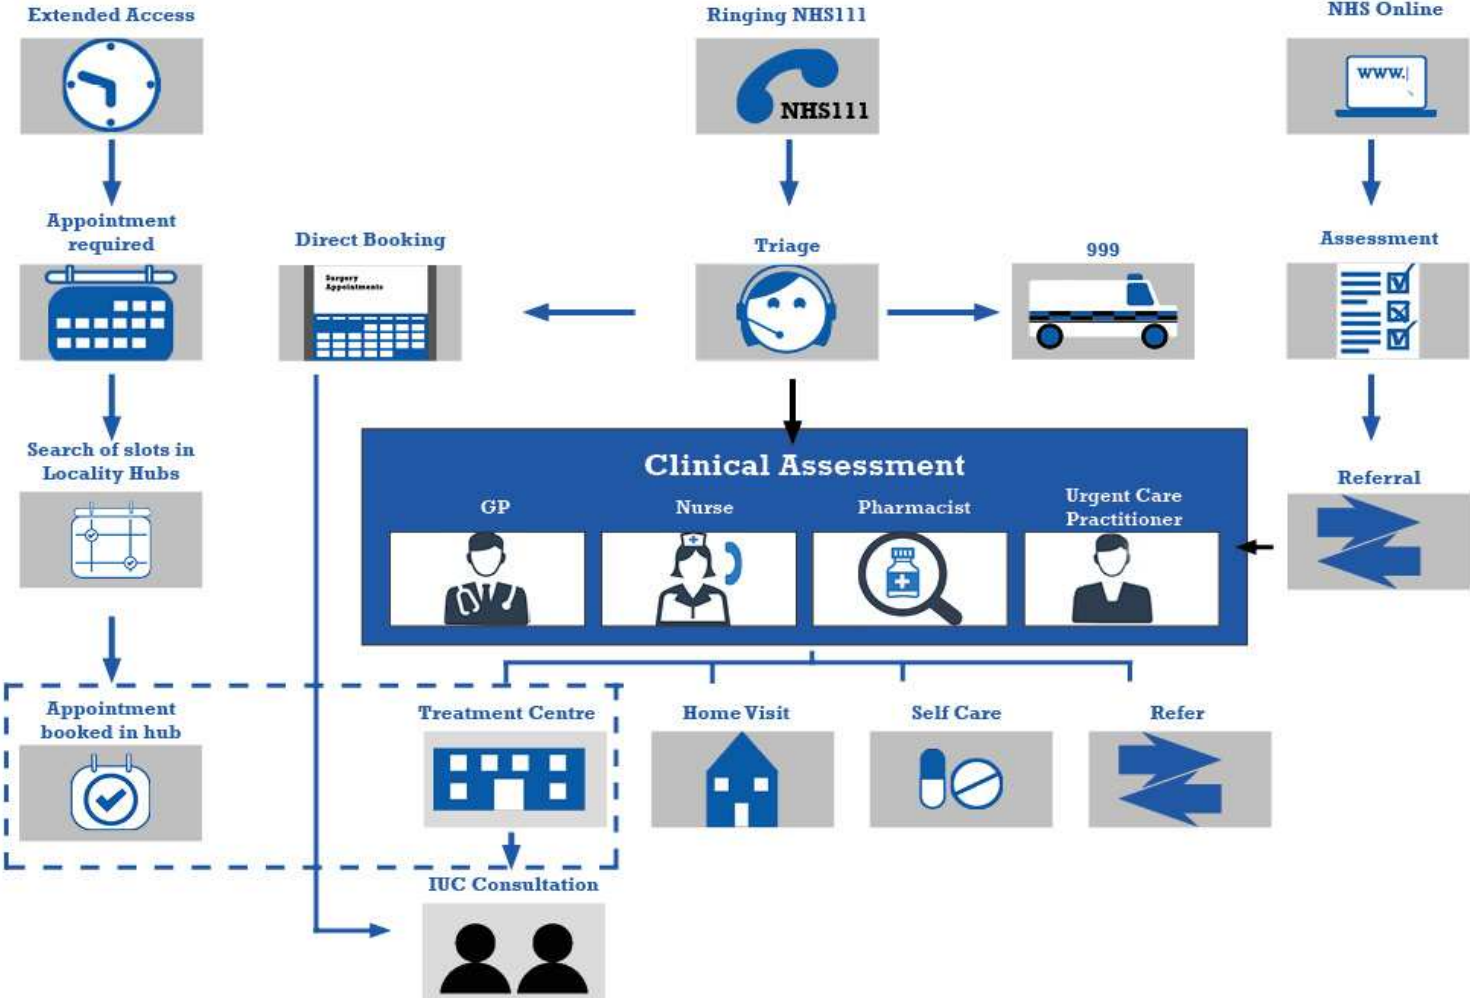 Extended Access
Ringing NHS111
NHS Online
NHS111
www.
Appointment
required
Direct Booking
Surgery
Appointments
Triage
999
Assessment
Search of slots in
Locality Hubs
Clinical Assessment
GP
Nurse
Pharmacist
Urgent Care
Practitioner
Referral
Appointment
booked in hub
Treatment Centre
Home Visit
Self Care
Refer
IUC Consultation